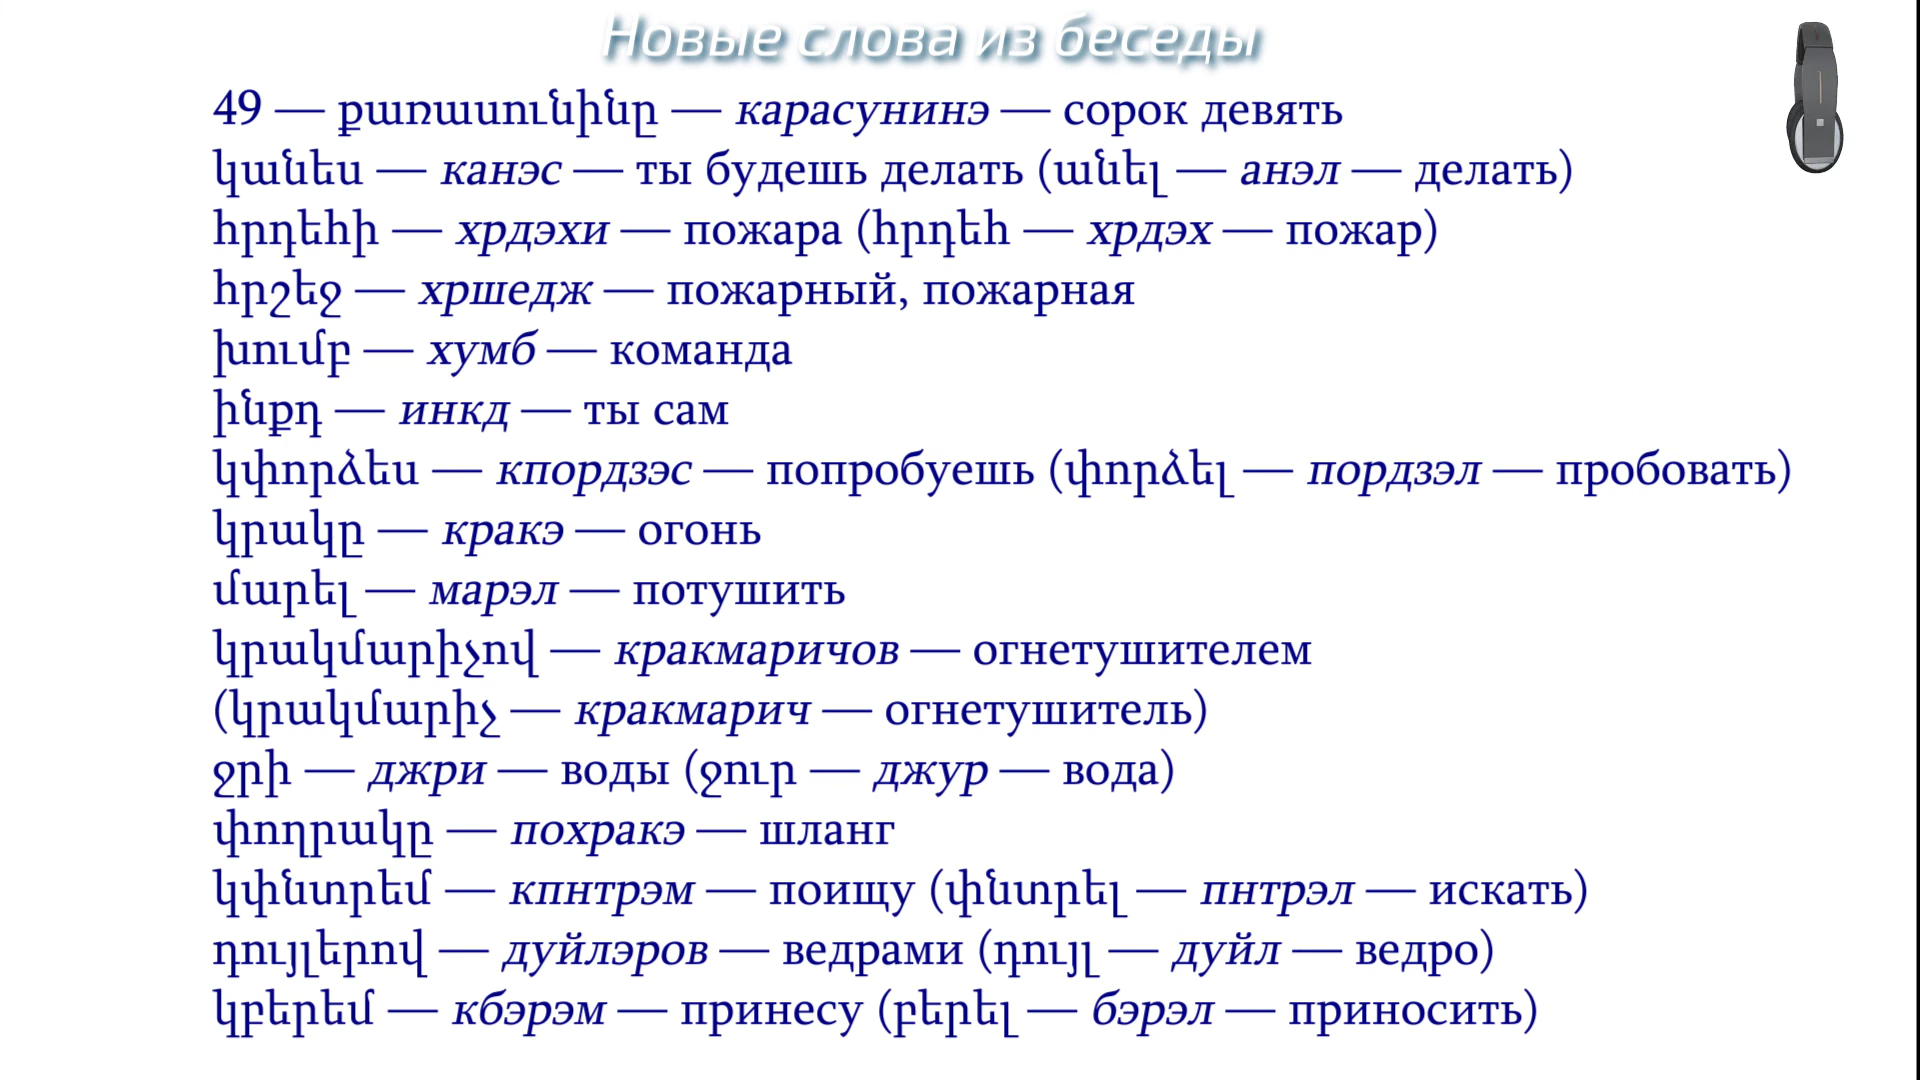 Новые слова из беседы
49 — քառասունինը — карасунинэ — сорок девять
կանես — канэс — ты будешь делать (անել — анэл — делать)
հրդեհի — хрдэхи — пожара (հրդեհ — хрдэх — пожар)
հրշեջ — хршедж — пожарный, пожарная
խումբ — хумб — команда
ինքդ — инкд — ты сам
կփորձես — кпордзэс — попробуешь (փորձել — пордзэл — пробовать)
կրակը — кракэ — огонь
մարել — марэл — потушить
կրակմարիչով — кракмаричов — огнетушителем
(կրակմարիչ — кракмарич — огнетушитель)
ջրի — джри — воды (ջուր — джур — вода)
փողրակը — похракэ — шланг
կփնտրեմ — кпнтрэм — поищу (փնտրել — пнтрэл — искать)
դույլերով — дуйлэров — ведрами (դույլ — дуйл — ведро)
կբերեմ — кбэрэм — принесу (բերել — бэрэл — приносить)